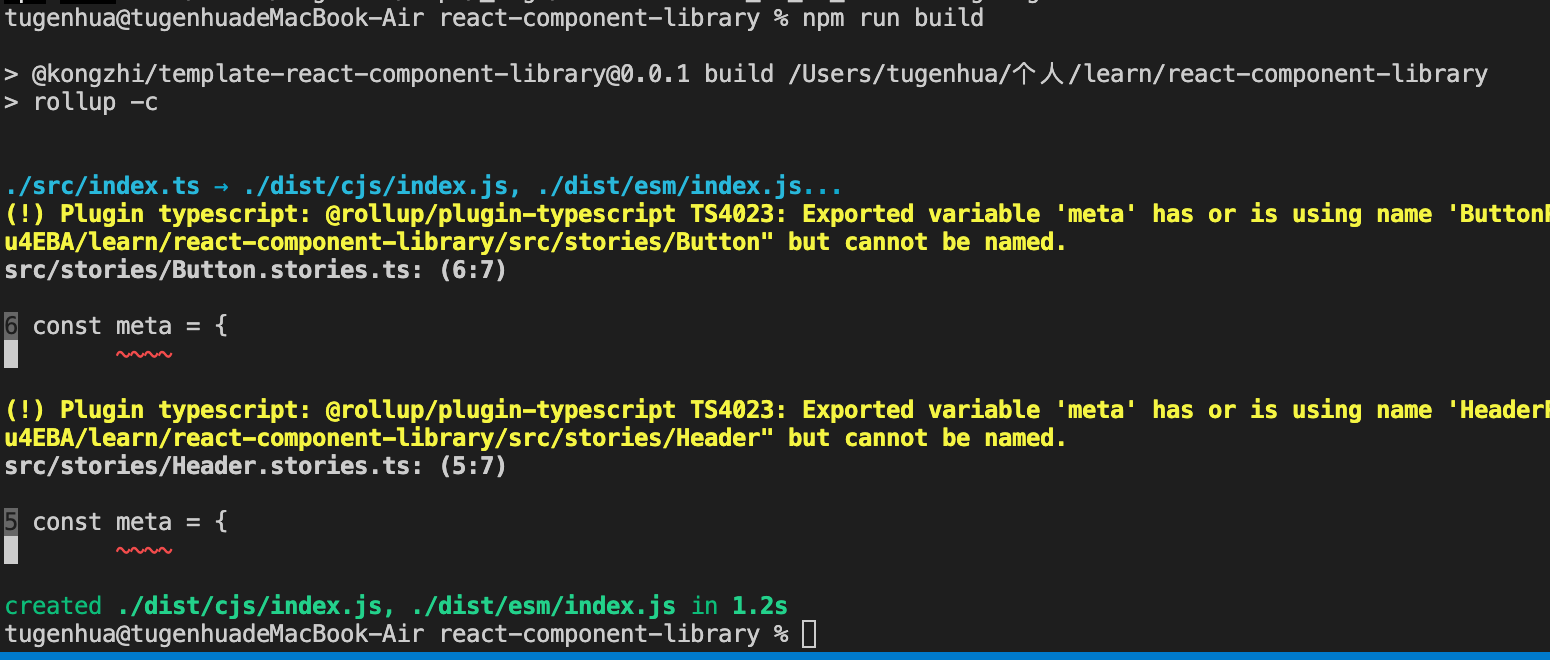 tugenhua@tugenhuadeMacBook-Air react-component-library % npm run build
> @kongzhi/template-react-component-library@0.0.1 build /Users/tugenhua/个人/learn/react-component-library
> rollup -c
./src/index.ts → ./dist/cjs/index.js, ./dist/esm/index.js...
(!) Plugin typescript: @rollup/plugin-typescript TS4023: Exported variable 'meta' has or is using name 'Button
u4EBA/learn/react-component-library/src/stories/Button" but cannot be named.
src/stories/Button.stories.ts: (6:7)
6 const meta = {
~~~~
(!) Plugin typescript: @rollup/plugin-typescript TS4023: Exported variable 'meta' has or is using name 'Header
u4EBA/learn/react-component-library/src/stories/Header" but cannot be named.
src/stories/Header.stories.ts: (5:7)
5 const meta = {
~~~~
created ./dist/cjs/index.js, ./dist/esm/index.js in 1.2s
tugenhua@tugenhuadeMacBook-Air react-component-library %